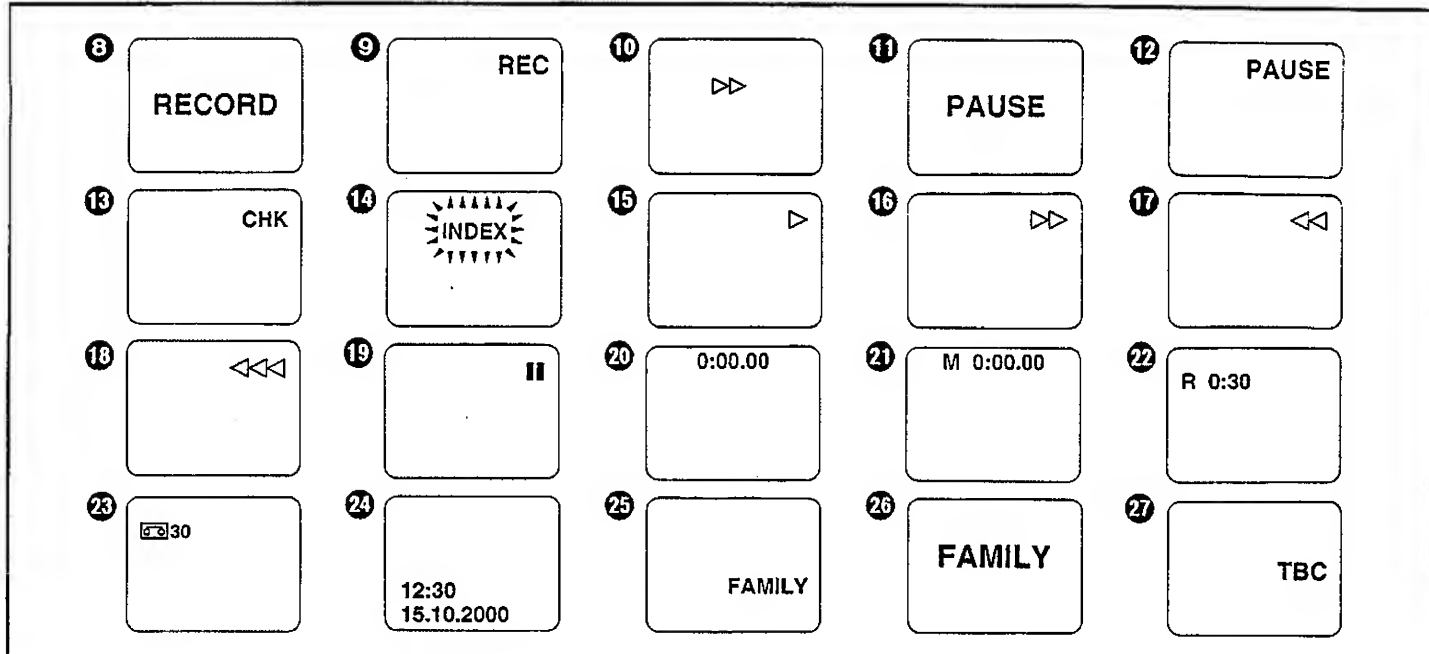 8 RECORD
9 REC
10 ▷▷
11 PAUSE
12 PAUSE
13 CHK
14 INDEX
15 ▷
16 ▷▷
17 ◁◁
18 ◁◁◁
19 ▮▮
20 0:00.00
21 M 0:00.00
22 R 0:30
23 30
24 12:30
15.10.2000
25 FAMILY
26 FAMILY
27 TBC